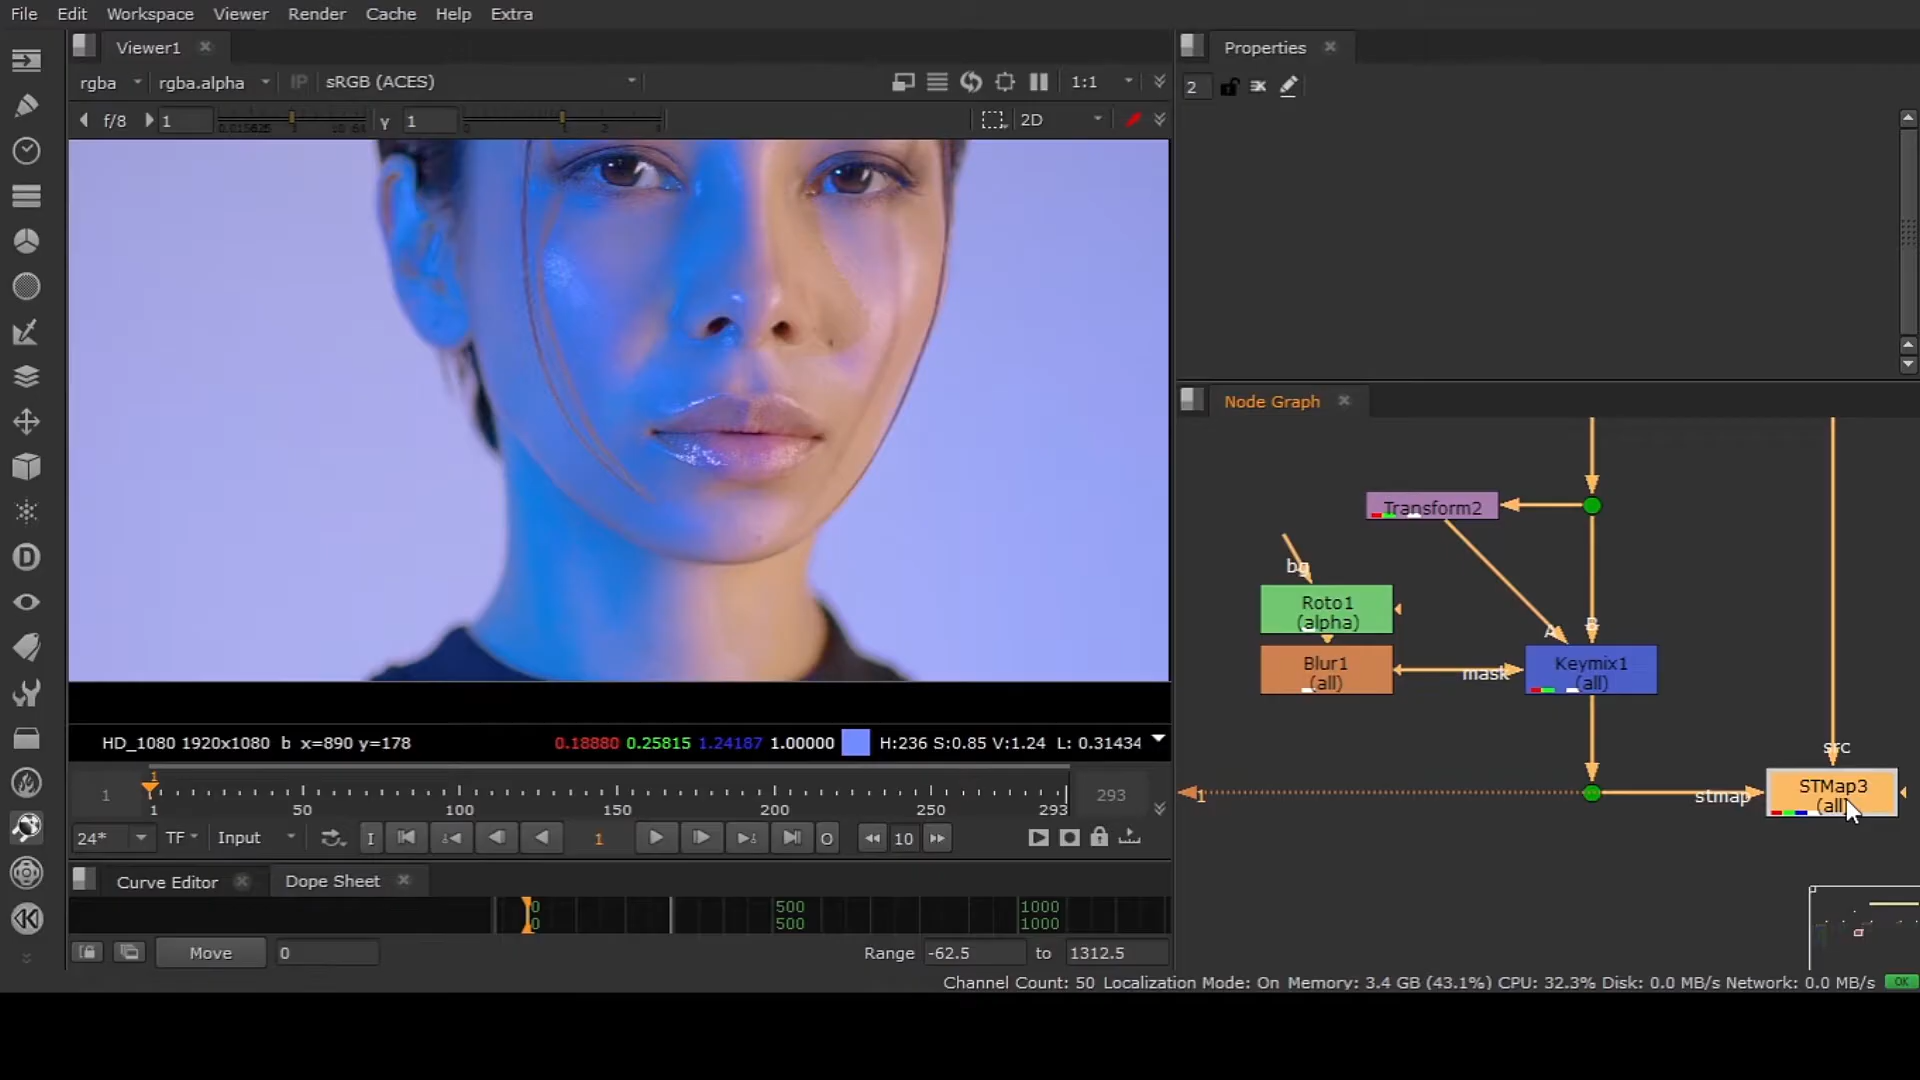 File Edit Workspace Viewer Render Cache Help Extra
Viewer1
rgba rgba.alpha IP sRGB (ACES) 1:1
f/8 1 γ 1 2D
HD_1080 1920x1080 b x=890 y=178 0.18880 0.25815 1.24187 1.00000 H:236 S:0.85 V:1.24 L: 0.31434
1
1 1 50 100 150 200 250 293 293
24* TF Input I 1 O 10
Curve Editor Dope Sheet
0 500 1000
0 500 1000
Move 0 Range -62.5 to 1312.5
Properties
2
Node Graph
Transform2
bg
Roto1
(alpha)
A B
Blur1
(all)
mask
Keymix1
(all)
src
1
stmap
STMap3
(all)
Channel Count: 50 Localization Mode: On Memory: 3.4 GB (43.1%) CPU: 32.3% Disk: 0.0 MB/s Network: 0.0 MB/s OK